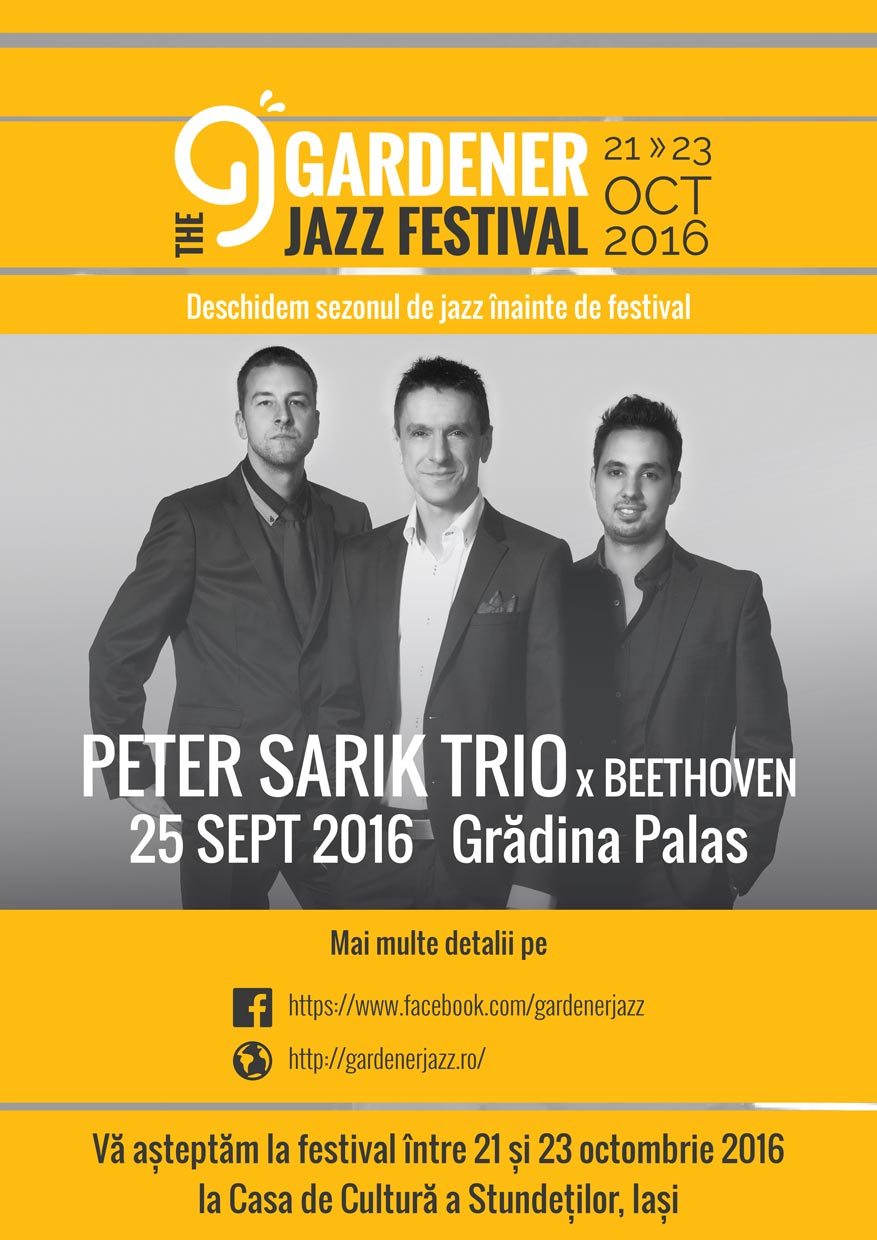 THE GARDENER
JAZZ FESTIVAL
21 » 23
OCT
2016
Deschidem sezonul de jazz înainte de festival
PETER SARIK TRIO x BEETHOVEN
25 SEPT 2016 Grădina Palas
Mai multe detalii pe
https://www.facebook.com/gardenerjazz
http://gardenerjazz.ro/
Vă așteptăm la festival între 21 și 23 octombrie 2016
la Casa de Cultură a Stundeților, Iași